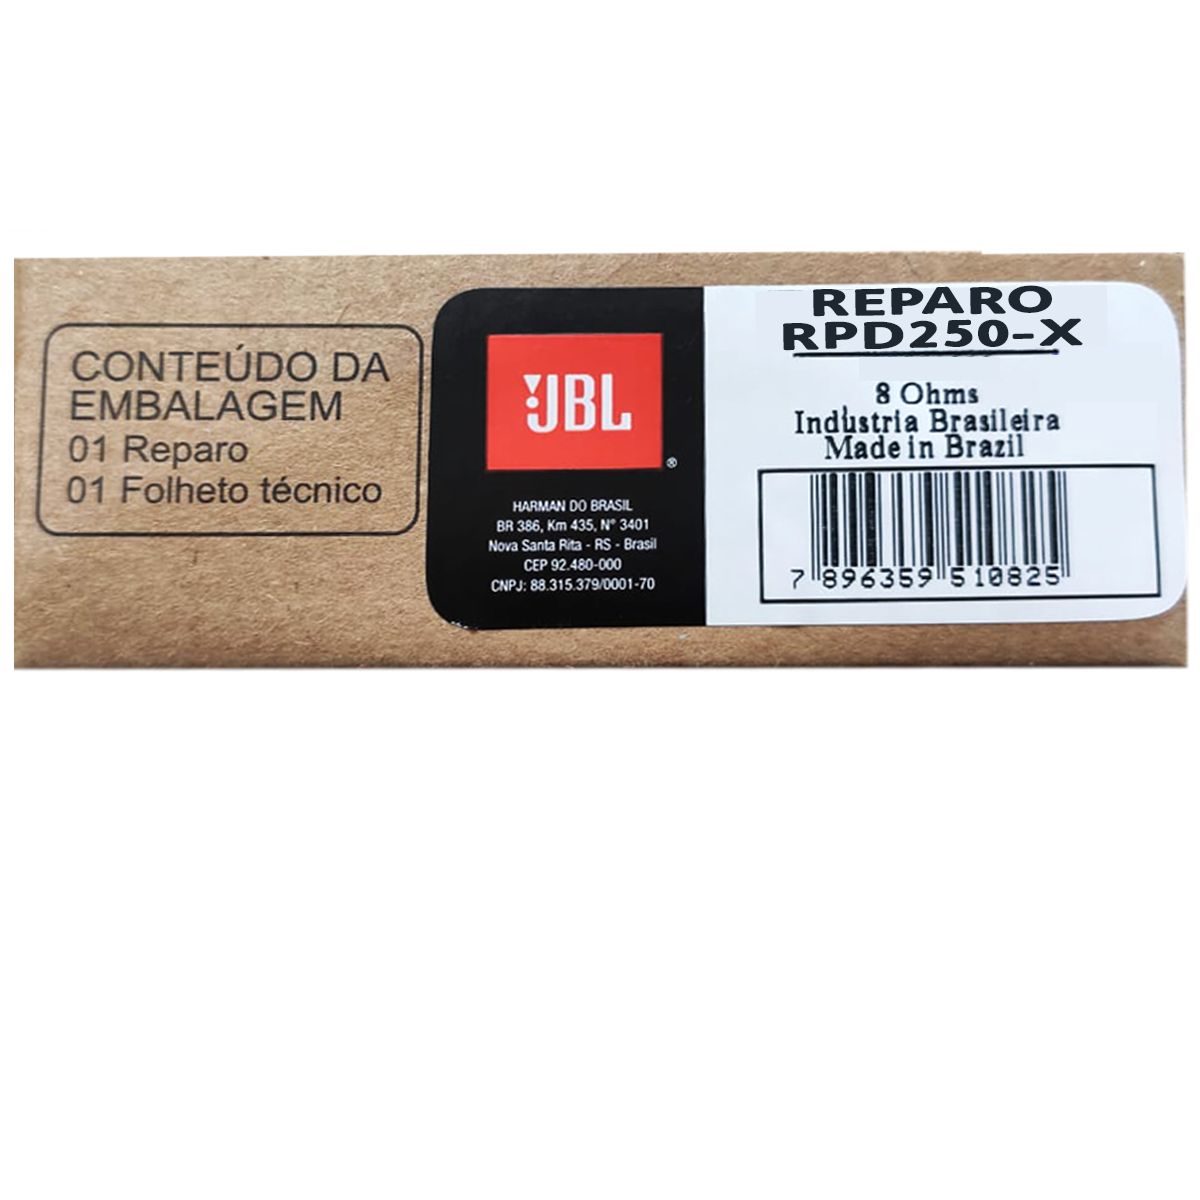 CONTEÚDO DA
EMBALAGEM
01 Reparo
01 Folheto técnico
JBL
®
HARMAN DO BRASIL
BR 386, Km 435, N° 3401
Nova Santa Rita - RS - Brasil
CEP 92.480-000
CNPJ: 88.315.379/0001-70
REPARO
RPD250-X
8 Ohms
Indústria Brasileira
Made in Brazil
7 896359 510825